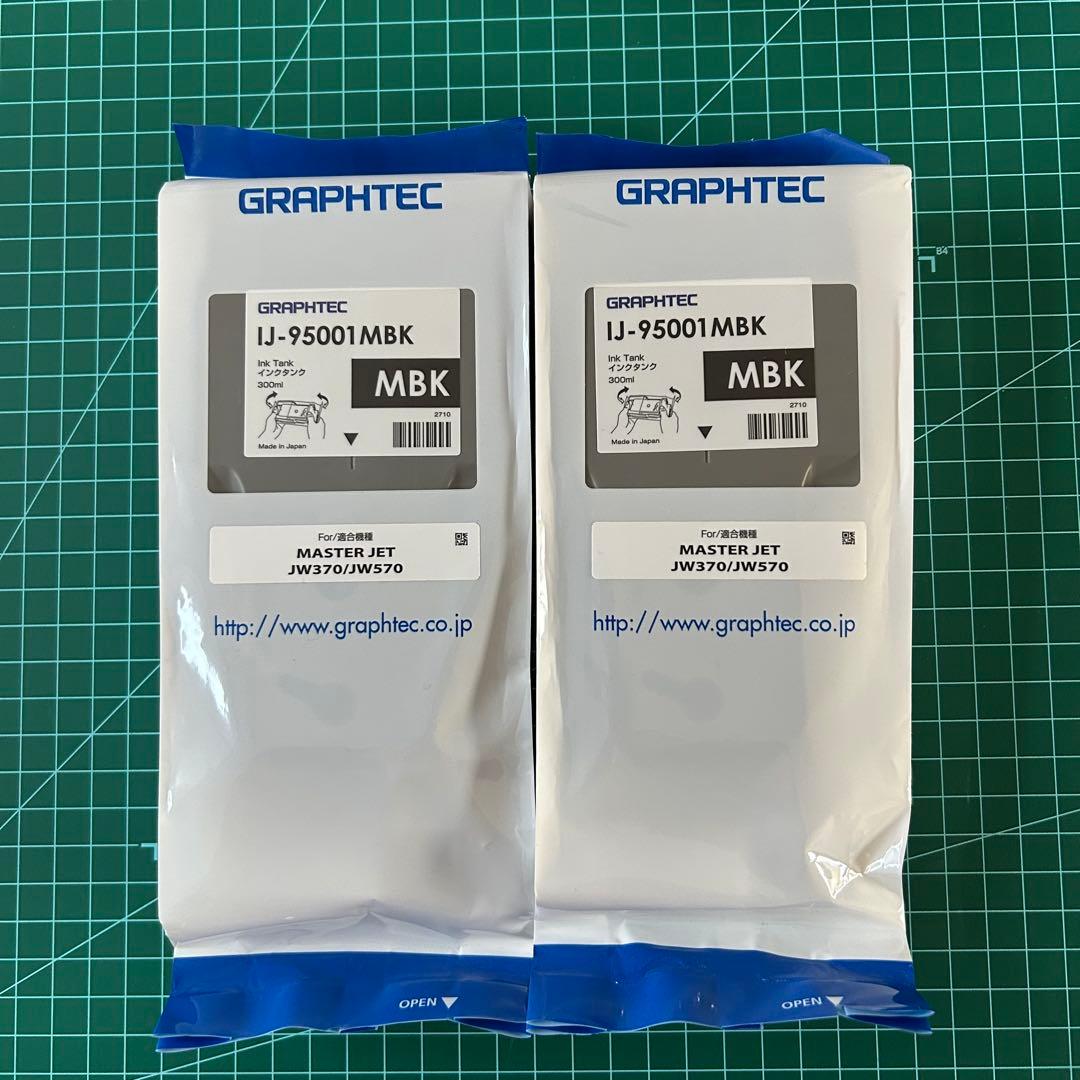 GRAPHTEC
GRAPHTEC
IJ-95001MBK
Ink Tank
インクタンク
300ml
MBK
2710
Made in Japan
For/適合機種
MASTER JET
JW370/JW570
http://www.graphtec.co.jp
OPEN
GRAPHTEC
GRAPHTEC
IJ-95001MBK
Ink Tank
インクタンク
300ml
MBK
2710
Made in Japan
For/適合機種
MASTER JET
JW370/JW570
http://www.graphtec.co.jp
OPEN
B4